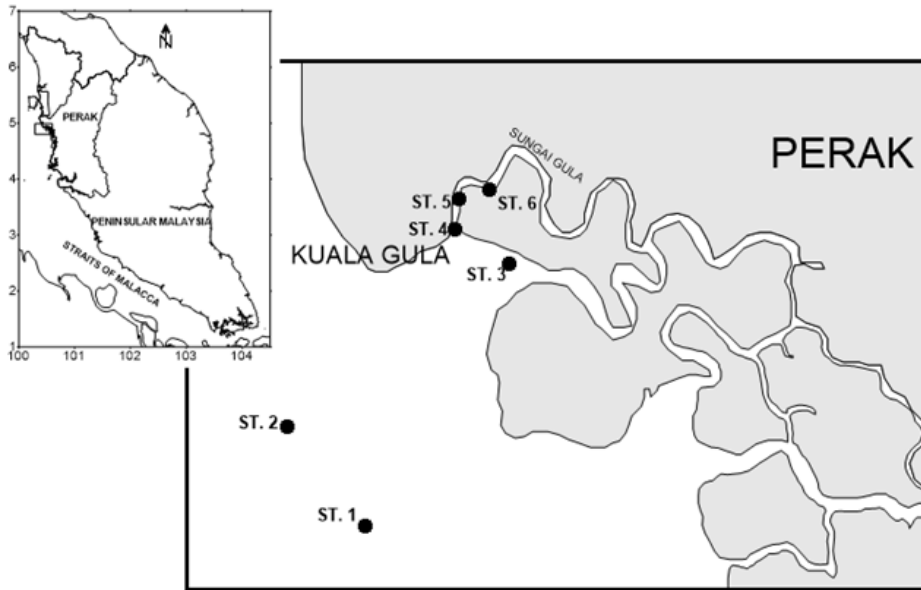 7
6
5
4
3
2
1
100
101
102
103
104
N
PERAK
PENINSULAR MALAYSIA
STRAITS OF MALACCA
SUNGAI GULA
PERAK
ST. 5
ST. 6
ST. 4
KUALA GULA
ST. 3
ST. 2
ST. 1